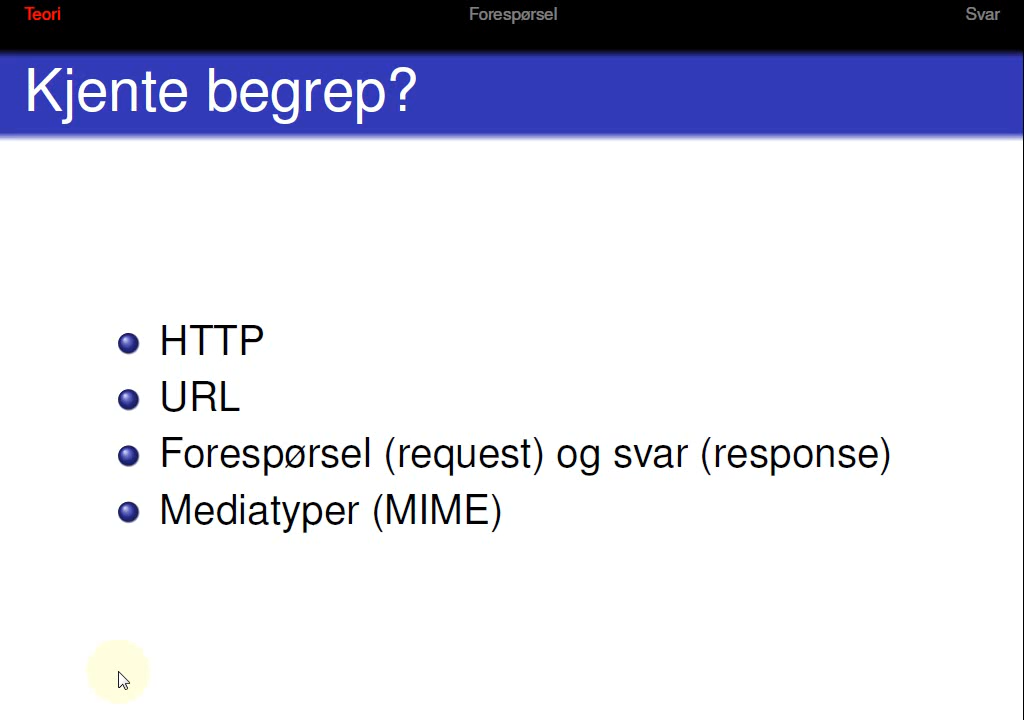 Teori
Forespørsel
Svar
Kjente begrep?
HTTP
URL
Forespørsel (request) og svar (response)
Mediatyper (MIME)